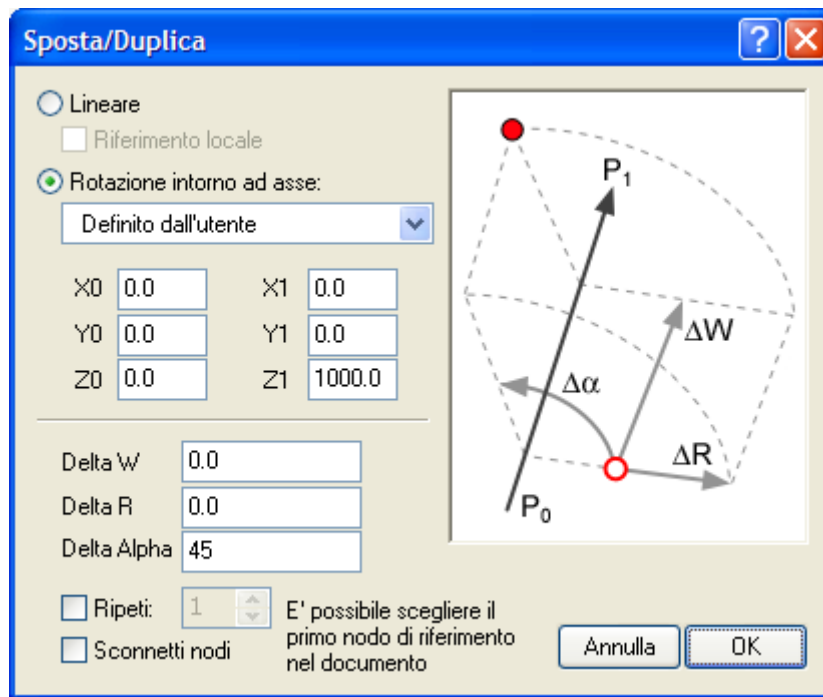 Sposta/Duplica
?
Lineare
Riferimento locale
Rotazione intorno ad asse:
Definito dall'utente
X0 0.0 X1 0.0
Y0 0.0 Y1 0.0
Z0 0.0 Z1 1000.0
Delta W 0.0
Delta R 0.0
Delta Alpha 45
Ripeti: 1
Sconnetti nodi
E' possibile scegliere il
primo nodo di riferimento
nel documento
P1
ΔW
Δα
ΔR
P0
Annulla OK